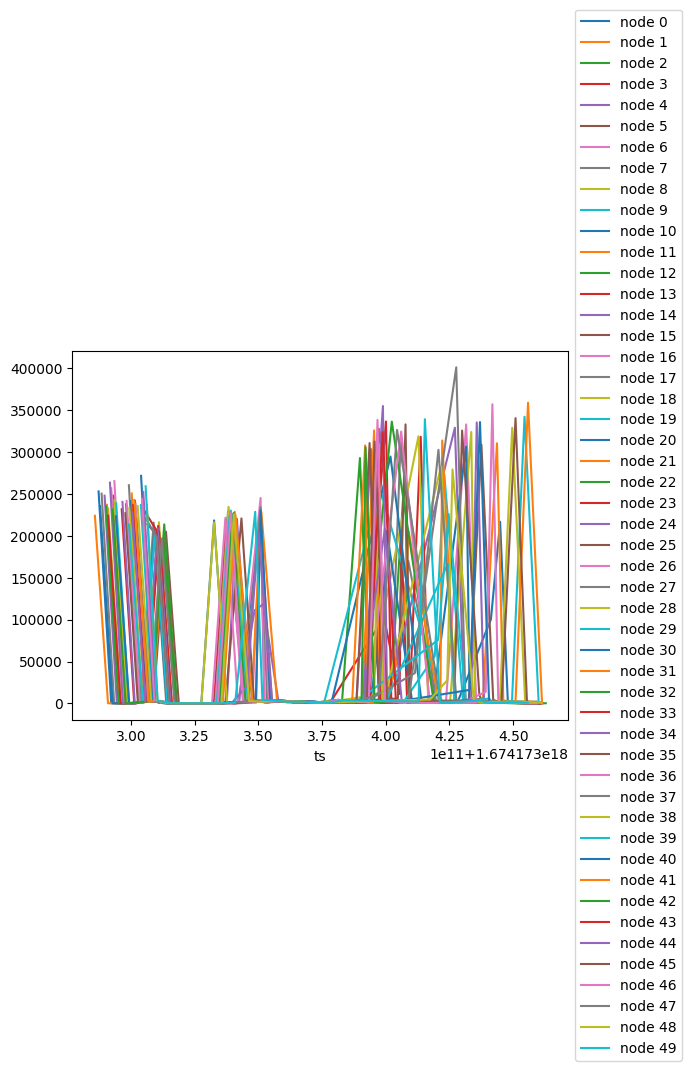 node 0
node 1
node 2
node 3
node 4
node 5
node 6
node 7
node 8
node 9
node 10
node 11
node 12
node 13
node 14
node 15
node 16
node 17
node 18
node 19
node 20
node 21
node 22
node 23
node 24
node 25
node 26
node 27
node 28
node 29
node 30
node 31
node 32
node 33
node 34
node 35
node 36
node 37
node 38
node 39
node 40
node 41
node 42
node 43
node 44
node 45
node 46
node 47
node 48
node 49
400000
350000
300000
250000
200000
150000
100000
50000
0
3.00 3.25 3.50 3.75 4.00 4.25 4.50
1e11+1.674173e18
ts